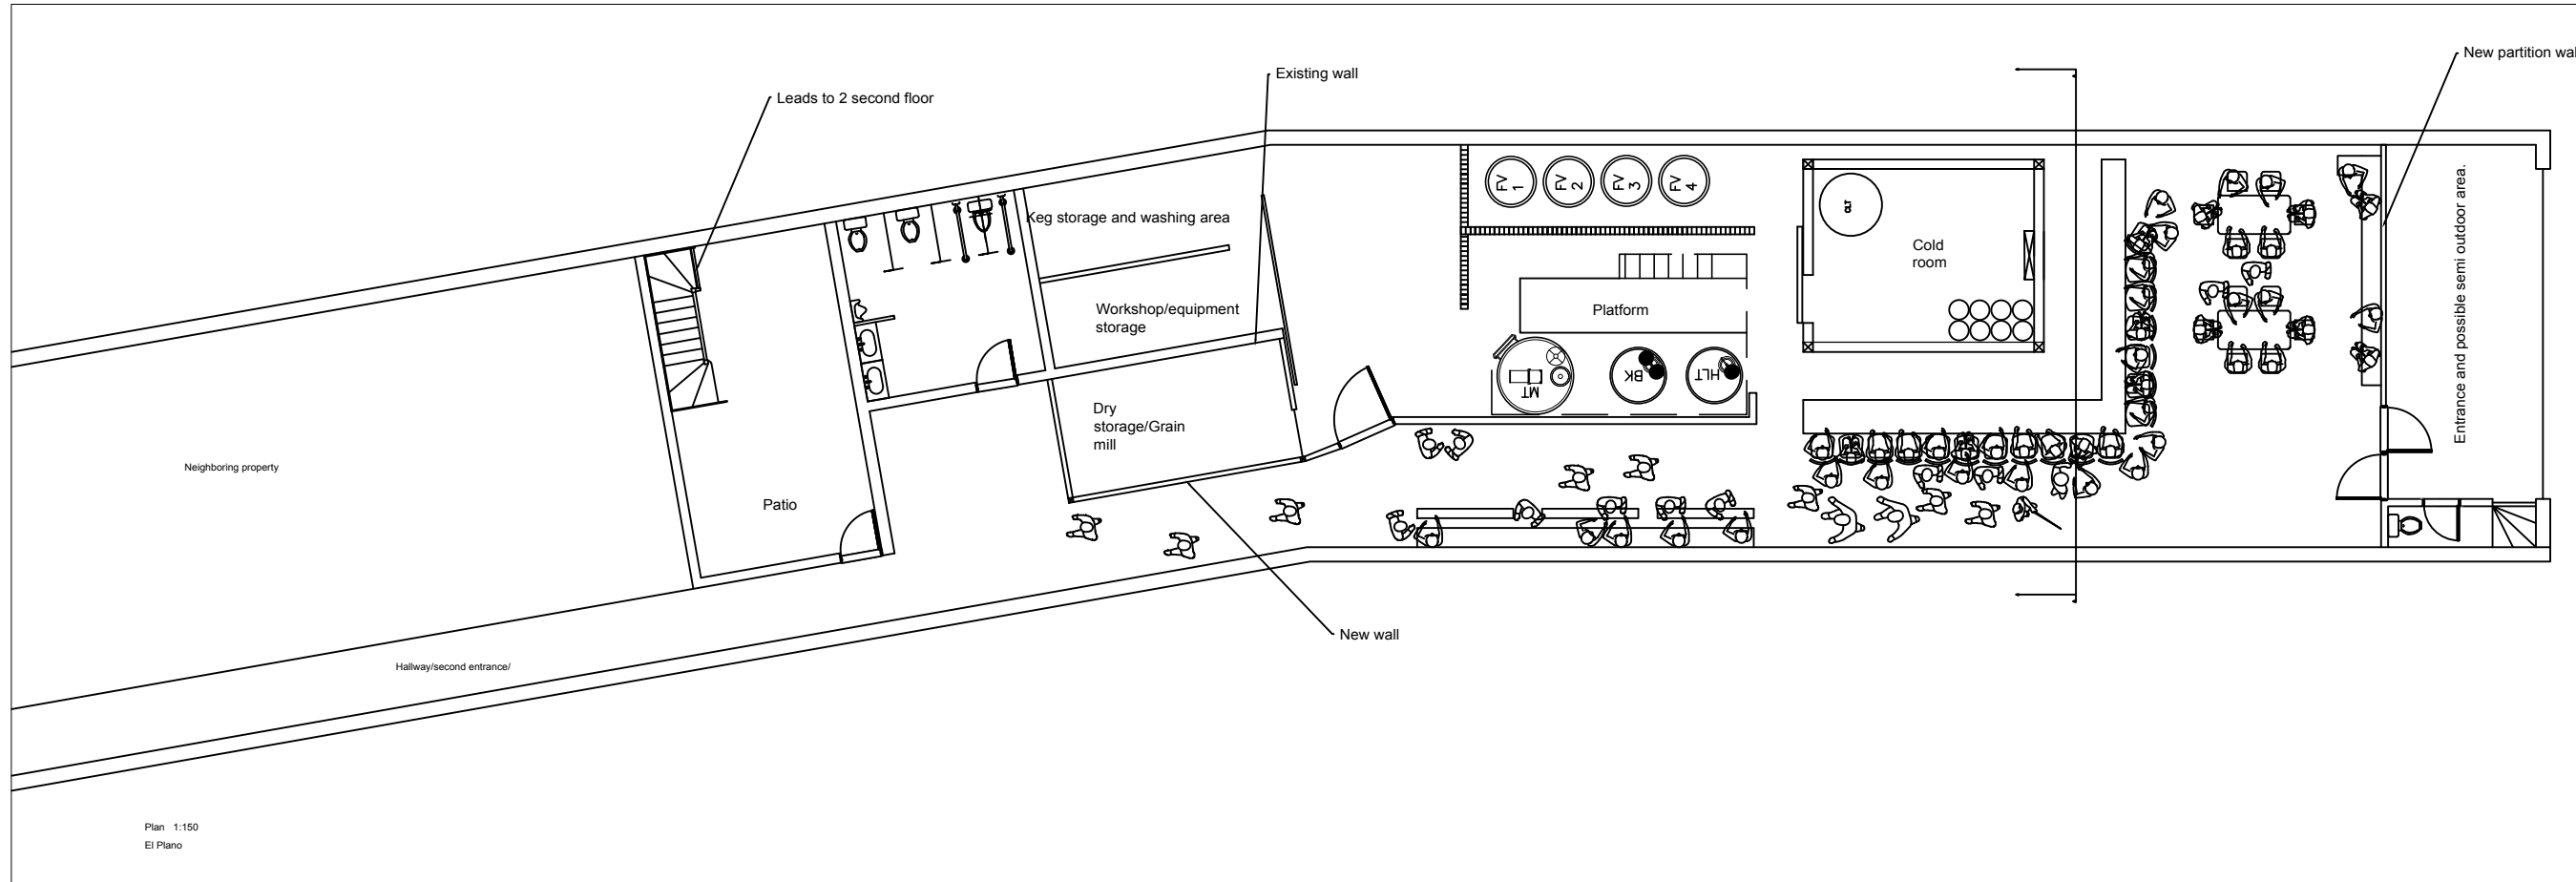 New partition wal
Existing wall
Leads to 2 second floor
Keg storage and washing area
Workshop/equipment
storage
Dry
storage/Grain
mill
Patio
Neighboring property
Hallway/second entrance/
New wall
FV
1
FV
2
FV
3
FV
4
Platform
MT
BK
HLT
Cold
room
Entrance and possible semi outdoor area.
Plan 1:150
El Plano